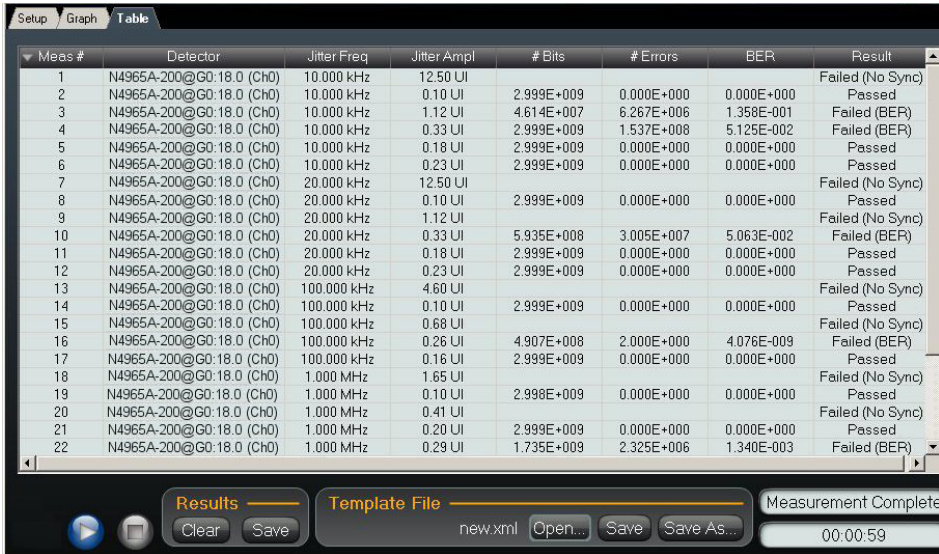 Setup Graph Table
Meas # Detector Jitter Freq Jitter Ampl # Bits # Errors BER Result
1 N4965A-200@G0:18.0 (Ch0) 10.000 kHz 12.50 UI Failed (No Sync)
2 N4965A-200@G0:18.0 (Ch0) 10.000 kHz 0.10 UI 2.999E+009 0.000E+000 0.000E+000 Passed
3 N4965A-200@G0:18.0 (Ch0) 10.000 kHz 1.12 UI 4.614E+007 6.267E+006 1.358E-001 Failed (BER)
4 N4965A-200@G0:18.0 (Ch0) 10.000 kHz 0.33 UI 2.999E+009 1.537E+008 5.125E-002 Failed (BER)
5 N4965A-200@G0:18.0 (Ch0) 10.000 kHz 0.18 UI 2.999E+009 0.000E+000 0.000E+000 Passed
6 N4965A-200@G0:18.0 (Ch0) 10.000 kHz 0.23 UI 2.999E+009 0.000E+000 0.000E+000 Passed
7 N4965A-200@G0:18.0 (Ch0) 20.000 kHz 12.50 UI Failed (No Sync)
8 N4965A-200@G0:18.0 (Ch0) 20.000 kHz 0.10 UI 2.999E+009 0.000E+000 0.000E+000 Passed
9 N4965A-200@G0:18.0 (Ch0) 20.000 kHz 1.12 UI Failed (No Sync)
10 N4965A-200@G0:18.0 (Ch0) 20.000 kHz 0.33 UI 5.935E+008 3.005E+007 5.063E-002 Failed (BER)
11 N4965A-200@G0:18.0 (Ch0) 20.000 kHz 0.18 UI 2.999E+009 0.000E+000 0.000E+000 Passed
12 N4965A-200@G0:18.0 (Ch0) 20.000 kHz 0.23 UI 2.999E+009 0.000E+000 0.000E+000 Passed
13 N4965A-200@G0:18.0 (Ch0) 100.000 kHz 4.60 UI Failed (No Sync)
14 N4965A-200@G0:18.0 (Ch0) 100.000 kHz 0.10 UI 2.999E+009 0.000E+000 0.000E+000 Passed
15 N4965A-200@G0:18.0 (Ch0) 100.000 kHz 0.68 UI Failed (No Sync)
16 N4965A-200@G0:18.0 (Ch0) 100.000 kHz 0.26 UI 4.907E+008 2.000E+000 4.076E-009 Failed (BER)
17 N4965A-200@G0:18.0 (Ch0) 100.000 kHz 0.16 UI 2.999E+009 0.000E+000 0.000E+000 Passed
18 N4965A-200@G0:18.0 (Ch0) 1.000 MHz 1.65 UI Failed (No Sync)
19 N4965A-200@G0:18.0 (Ch0) 1.000 MHz 0.10 UI 2.998E+009 0.000E+000 0.000E+000 Passed
20 N4965A-200@G0:18.0 (Ch0) 1.000 MHz 0.41 UI Failed (No Sync)
21 N4965A-200@G0:18.0 (Ch0) 1.000 MHz 0.20 UI 2.999E+009 0.000E+000 0.000E+000 Passed
22 N4965A-200@G0:18.0 (Ch0) 1.000 MHz 0.29 UI 1.735E+009 2.325E+006 1.340E-003 Failed (BER)
Results Template File Measurement Complete
Clear Save new.xml Open... Save Save As... 00:00:59